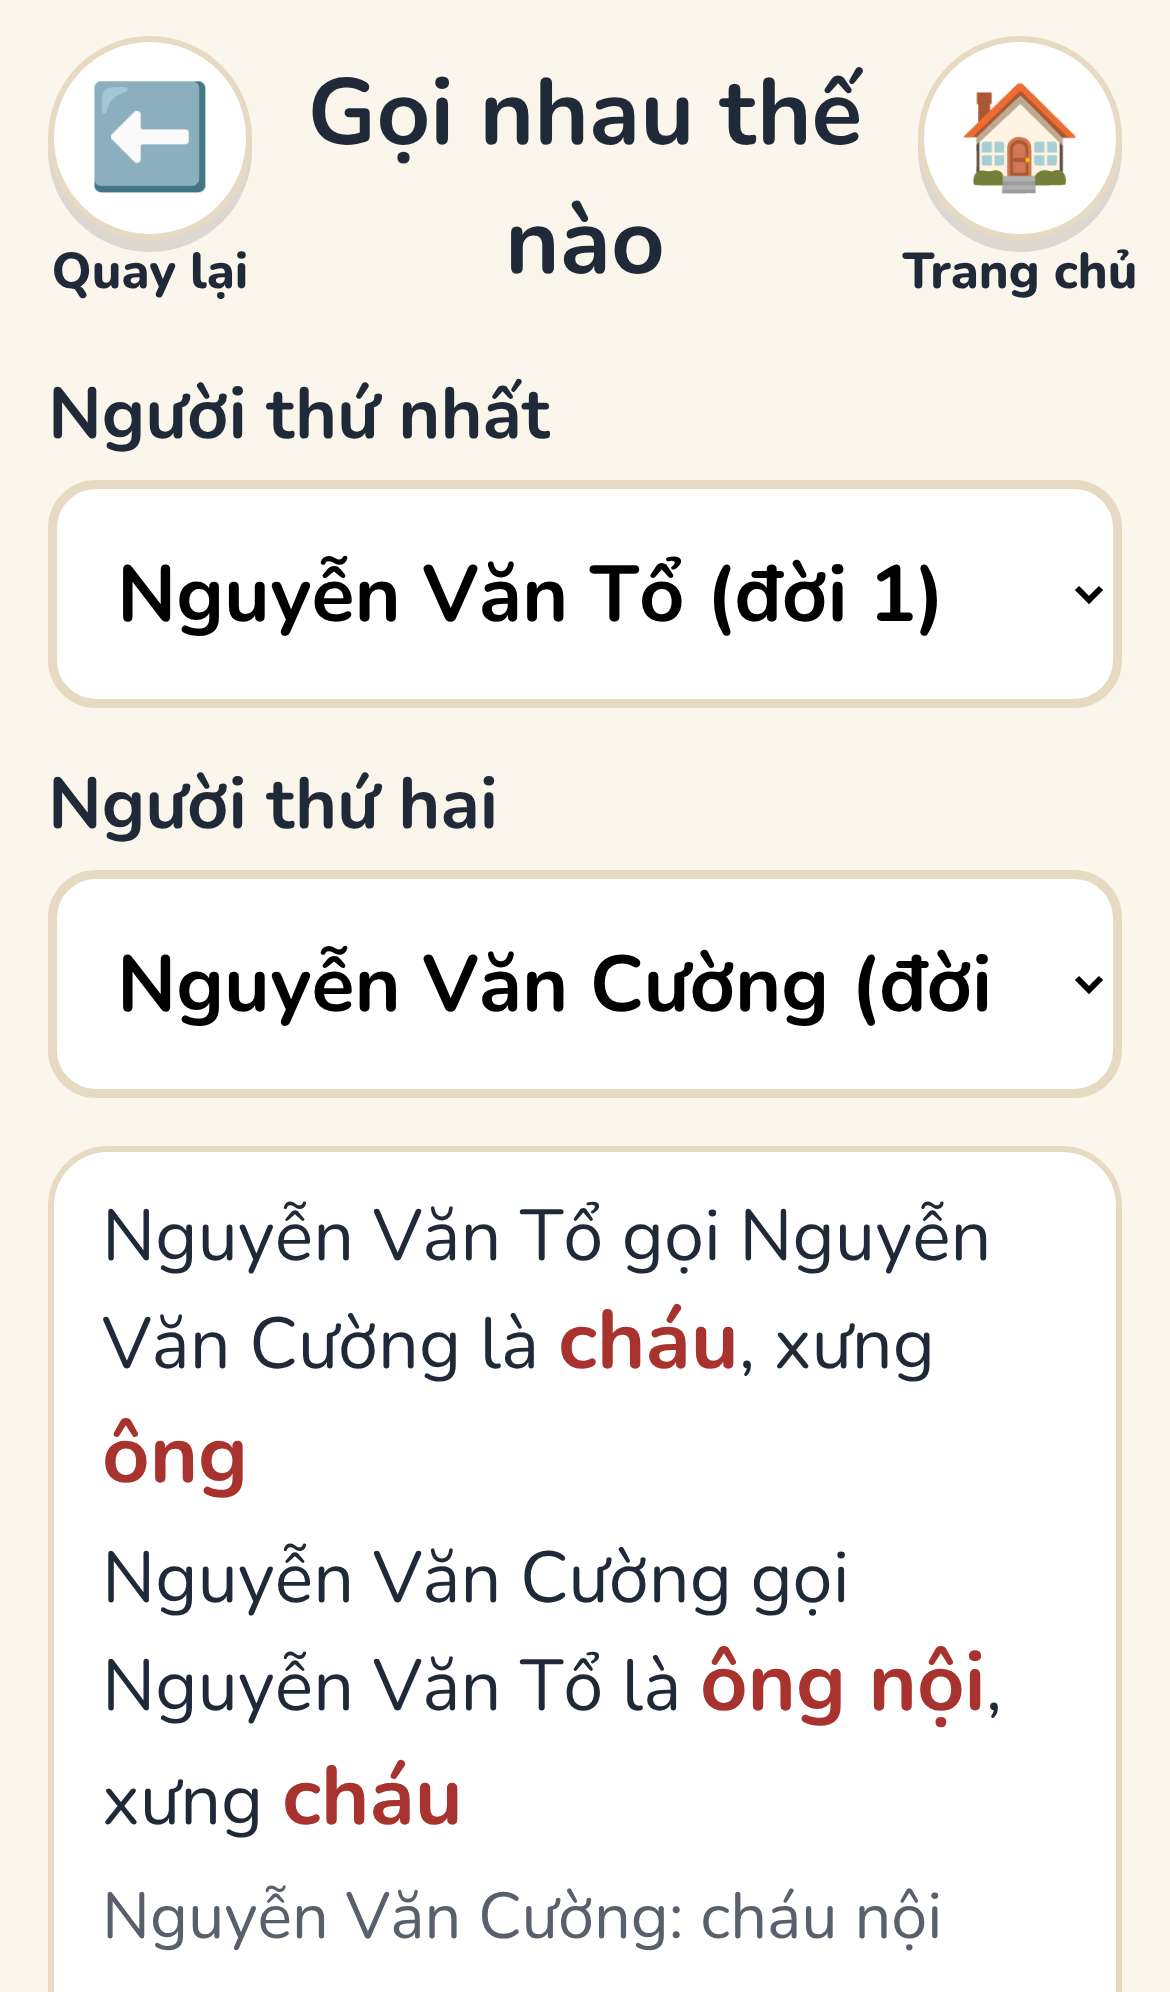 Gọi nhau thế
nào
Quay lại
Trang chủ
Người thứ nhất
Nguyễn Văn Tổ (đời 1)
Người thứ hai
Nguyễn Văn Cường (đời
Nguyễn Văn Tổ gọi Nguyễn
Văn Cường là cháu, xưng
ông
Nguyễn Văn Cường gọi
Nguyễn Văn Tổ là ông nội,
xưng cháu
Nguyễn Văn Cường: cháu nội